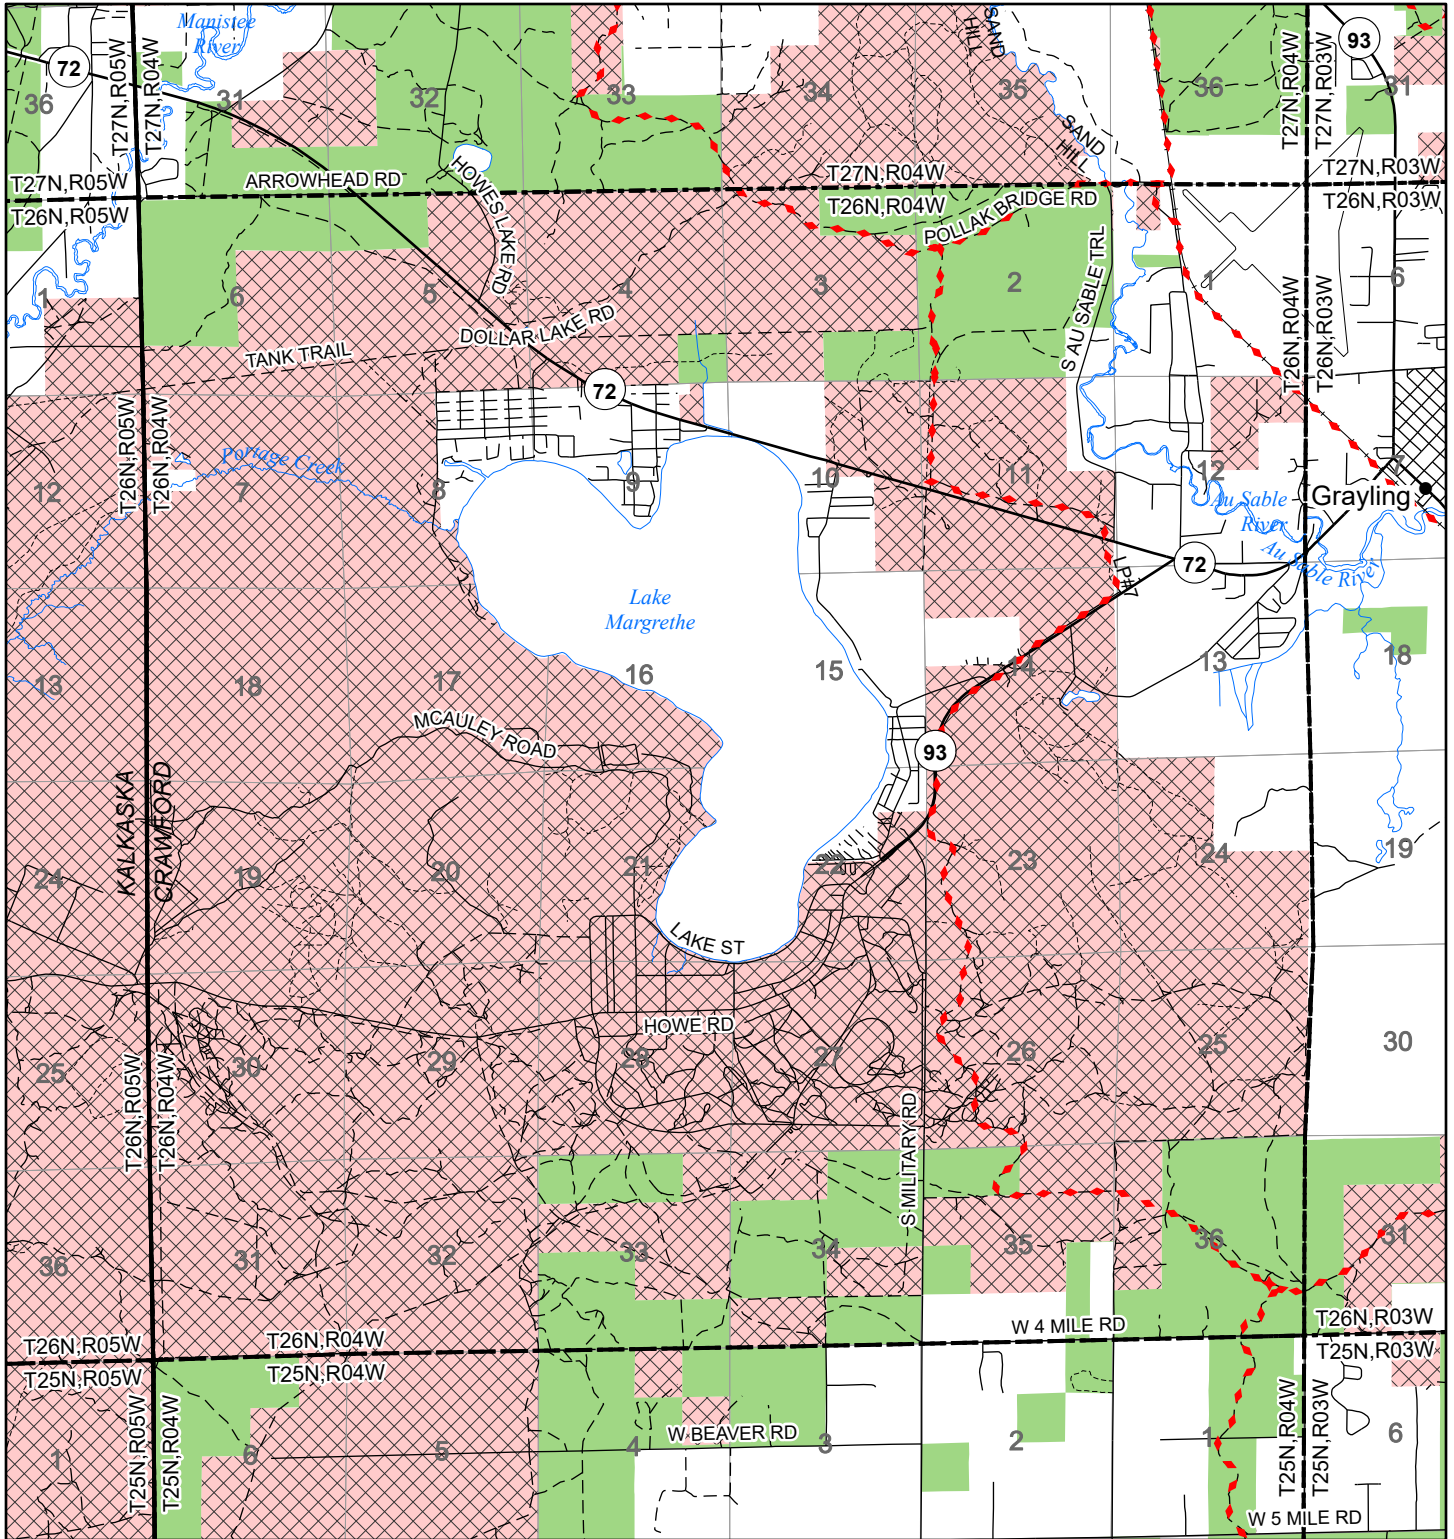 Manistee
River
72
36
T27N,R05W
T27N,R04W
31
32
33
34
SAND
HILL
35
SAND
HILL
36
T27N,R04W
T27N,R03W
93
31
T27N,R05W
T26N,R05W
ARROWHEAD RD
HOWES LAKE RD
T27N,R04W
T26N,R04W
POLLAK BRIDGE RD
T27N,R03W
T26N,R03W
1
6
5
4
3
2
S AU SABLE TRL
1
T26N,R04W
T26N,R03W
6
TANK TRAIL
DOLLAR LAKE RD
72
T26N,R05W
T26N,R04W
Portage Creek
12
7
8
9
10
11
12
7
Grayling
Au Sable
River
Au Sable River
72
LP#7
Lake
Margrethe
13
18
17
16
15
14
13
18
MCAULEY ROAD
93
KALKASKA
CRAWFORD
24
19
20
21
22
23
24
19
LAKE ST
HOWE RD
25
30
29
28
27
26
25
30
T26N,R05W
T26N,R04W
S MILITARY RD
36
31
32
33
34
35
36
31
W 4 MILE RD
T26N,R05W
T25N,R05W
T26N,R04W
T25N,R04W
T26N,R03W
T25N,R03W
T25N,R05W
T25N,R04W
1
6
5
4
W BEAVER RD
3
2
1
T25N,R04W
T25N,R03W
6
W 5 MILE RD